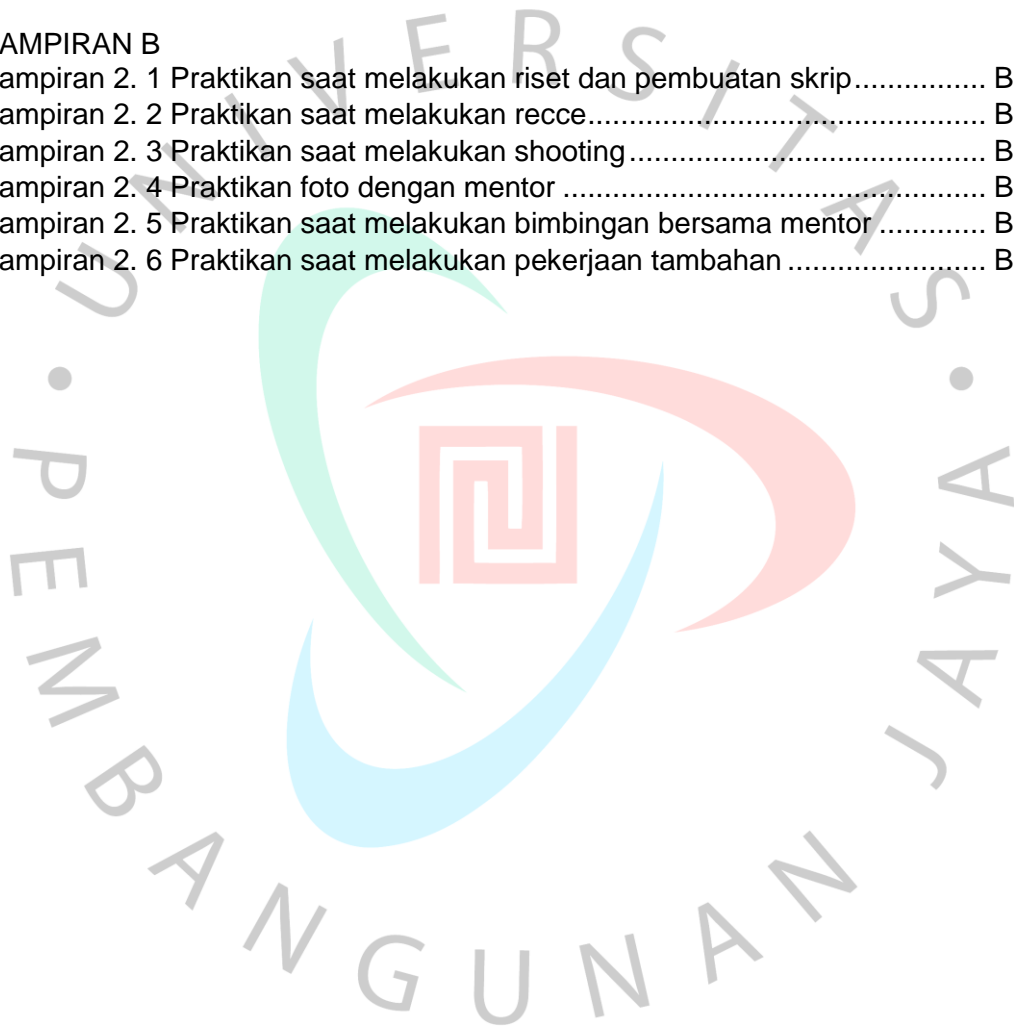 AMPIRAN B
ampiran 2. 1 Praktikan saat melakukan riset dan pembuatan skrip................ B
ampiran 2. 2 Praktikan saat melakukan recce................................................ B
ampiran 2. 3 Praktikan saat melakukan shooting........................................... B
ampiran 2. 4 Praktikan foto dengan mentor ................................................... B
ampiran 2. 5 Praktikan saat melakukan bimbingan bersama mentor ............. B
ampiran 2. 6 Praktikan saat melakukan pekerjaan tambahan ........................ B
UNIVERSITAS • PEMBANGUNAN JAYA •